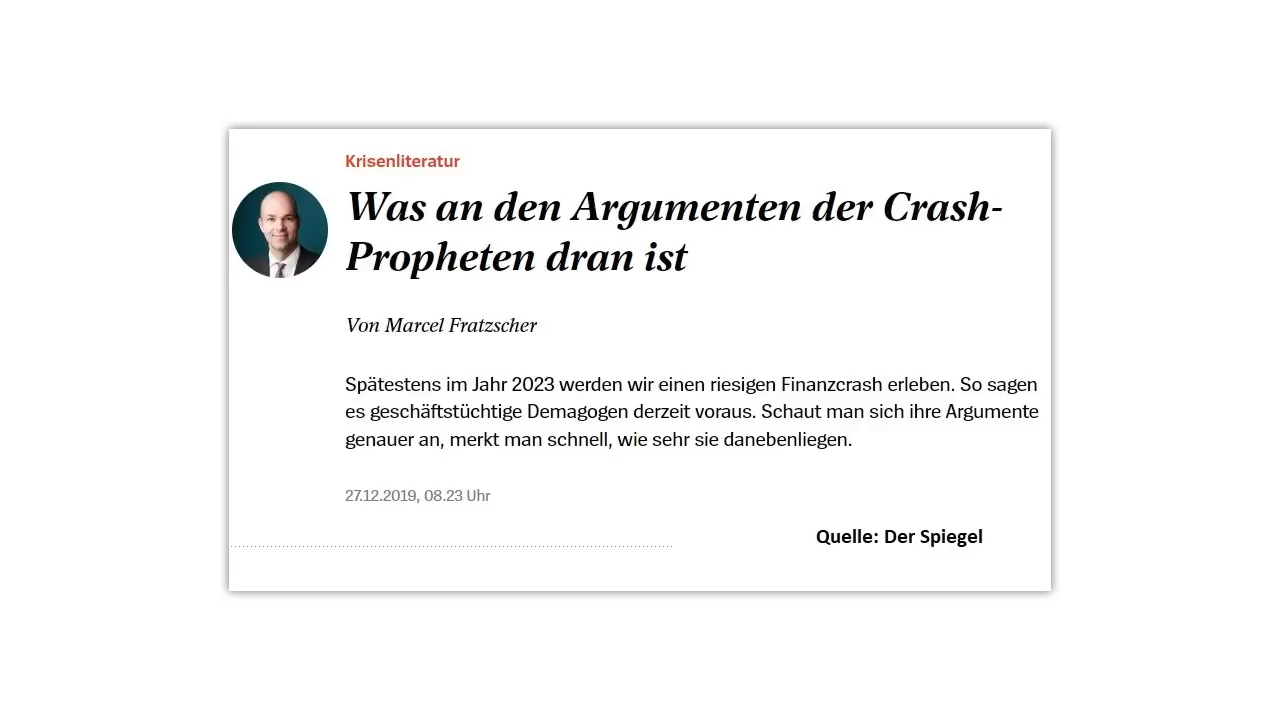 Krisenliteratur
Was an den Argumenten der Crash-
Propheten dran ist
Von Marcel Fratzscher
Spätestens im Jahr 2023 werden wir einen riesigen Finanzcrash erleben. So sagen
es geschäftstüchtige Demagogen derzeit voraus. Schaut man sich ihre Argumente
genauer an, merkt man schnell, wie sehr sie danebenliegen.
27.12.2019, 08.23 Uhr
Quelle: Der Spiegel